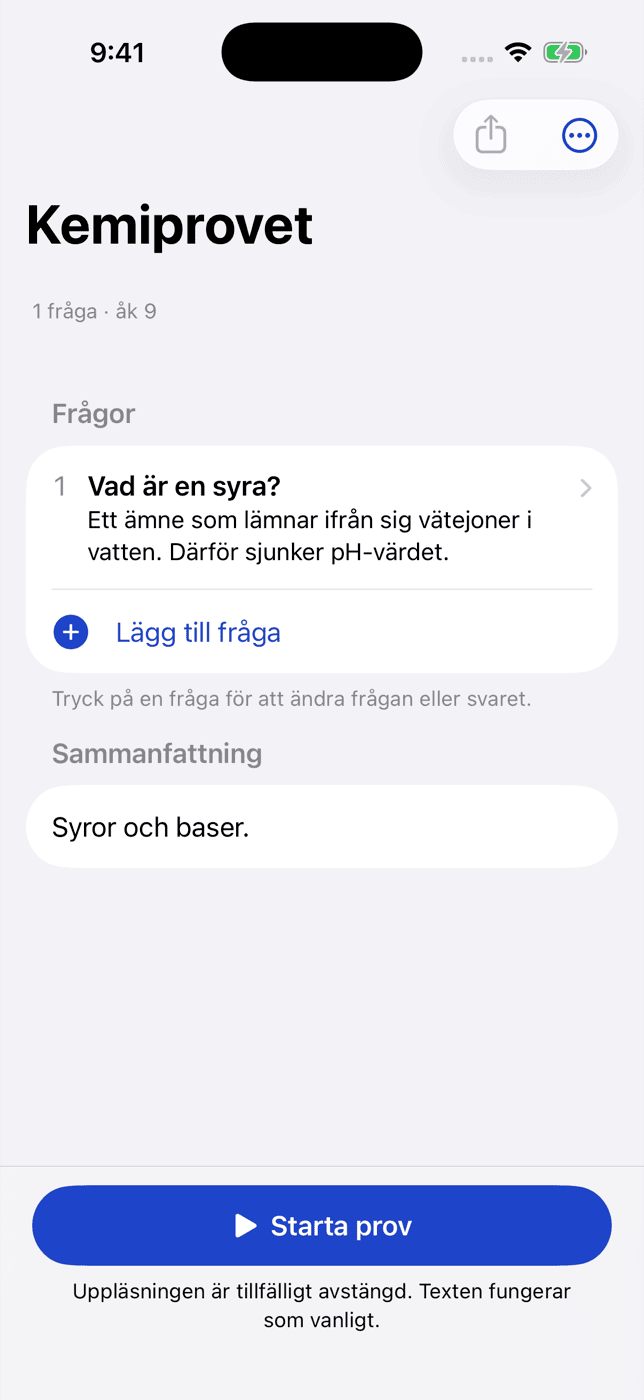 9:41
Kemiprovet
1 fråga · åk 9
Frågor
1 Vad är en syra?
Ett ämne som lämnar ifrån sig vätejoner i
vatten. Därför sjunker pH-värdet.
Lägg till fråga
Tryck på en fråga för att ändra frågan eller svaret.
Sammanfattning
Syror och baser.
Starta prov
Uppläsningen är tillfälligt avstängd. Texten fungerar
som vanligt.